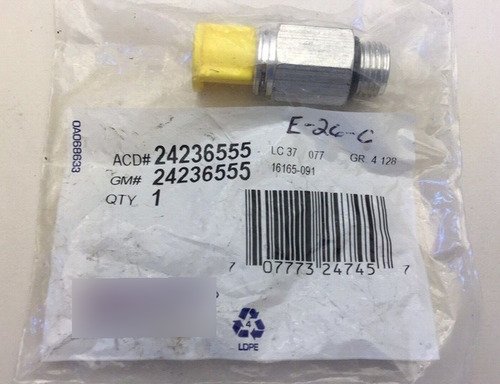 E-26-C
ACD# 24236555
LC 37 077 GR. 4.128
GM# 24236555
16165-091
QTY 1
0A068633
7 07773 24745 7
4
LDPE